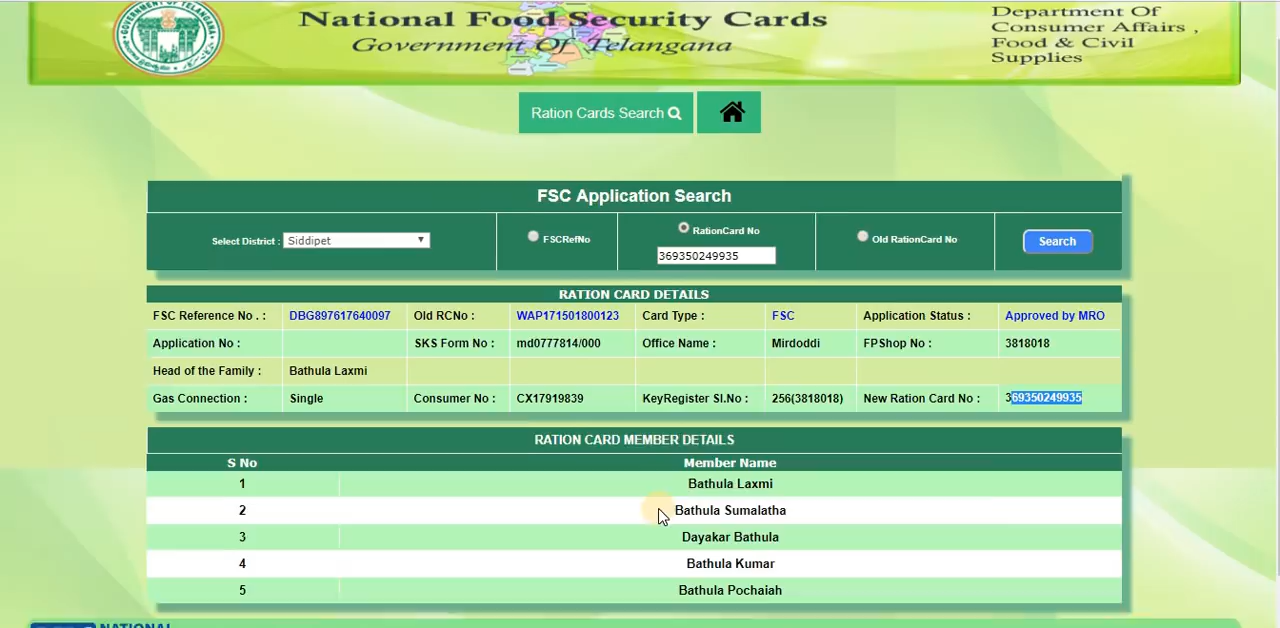 National Food Security Cards
Government Of Telangana
Department Of
Consumer Affairs ,
Food & Civil
Supplies
GOVERNMENT OF TELANGANA
Ration Cards Search
FSC Application Search
Select District : Siddipet
FSCRefNo
RationCard No
369350249935
Old RationCard No
Search
RATION CARD DETAILS
FSC Reference No . : DBG897617640097 Old RCNo : WAP171501800123 Card Type : FSC Application Status : Approved by MRO
Application No : SKS Form No : md0777814/000 Office Name : Mirdoddi FPShop No : 3818018
Head of the Family : Bathula Laxmi
Gas Connection : Single Consumer No : CX17919839 KeyRegister Sl.No : 256(3818018) New Ration Card No : 369350249935
RATION CARD MEMBER DETAILS
S No Member Name
1 Bathula Laxmi
2 Bathula Sumalatha
3 Dayakar Bathula
4 Bathula Kumar
5 Bathula Pochaiah
NATIONAL